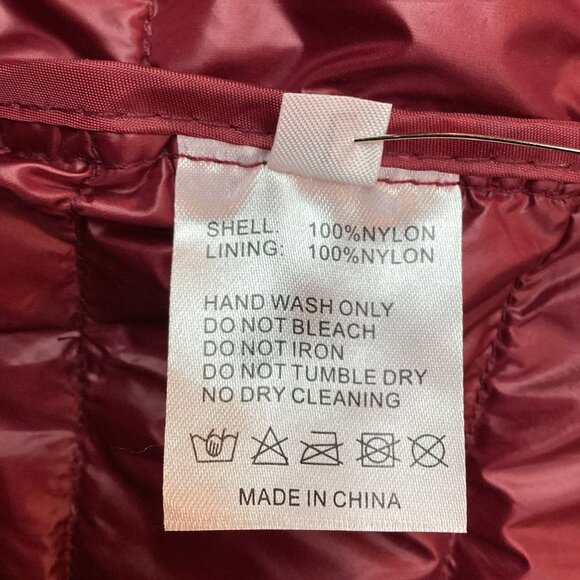 SHELL: 100%NYLON
LINING: 100%NYLON
HAND WASH ONLY
DO NOT BLEACH
DO NOT IRON
DO NOT TUMBLE DRY
NO DRY CLEANING
MADE IN CHINA